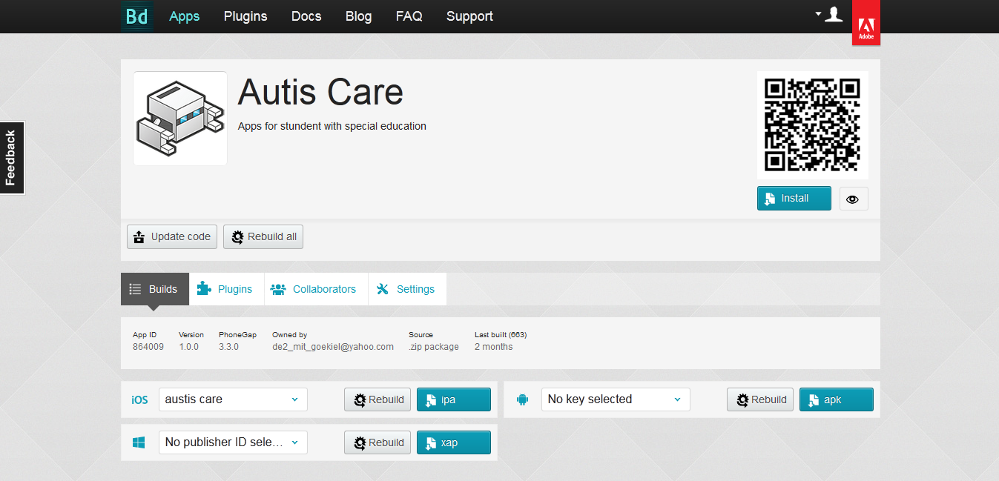 Bd Apps Plugins Docs Blog FAQ Support
Adobe
Feedback
Autis Care
Apps for stundent with special education
Install
Update code Rebuild all
Builds Plugins Collaborators Settings
App ID Version PhoneGap Owned by Source Last built (663)
864009 1.0.0 3.3.0 de2_mit_goekiel@yahoo.com .zip package 2 months
iOS austis care Rebuild ipa No key selected Rebuild apk
No publisher ID sele... Rebuild xap